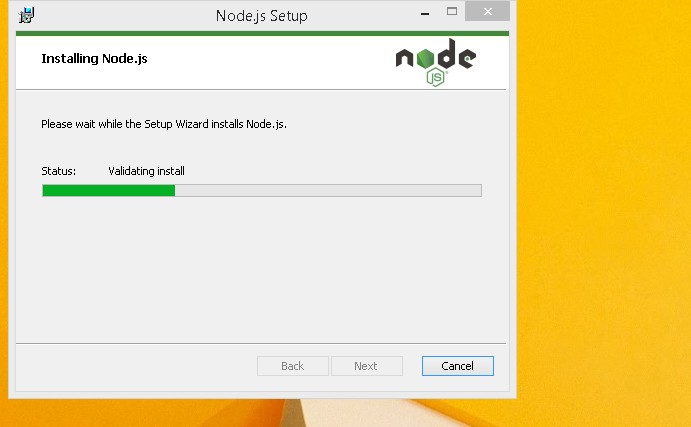 Node.js Setup
Installing Node.js
node
JS
Please wait while the Setup Wizard installs Node.js.
Status: Validating install
Back Next Cancel